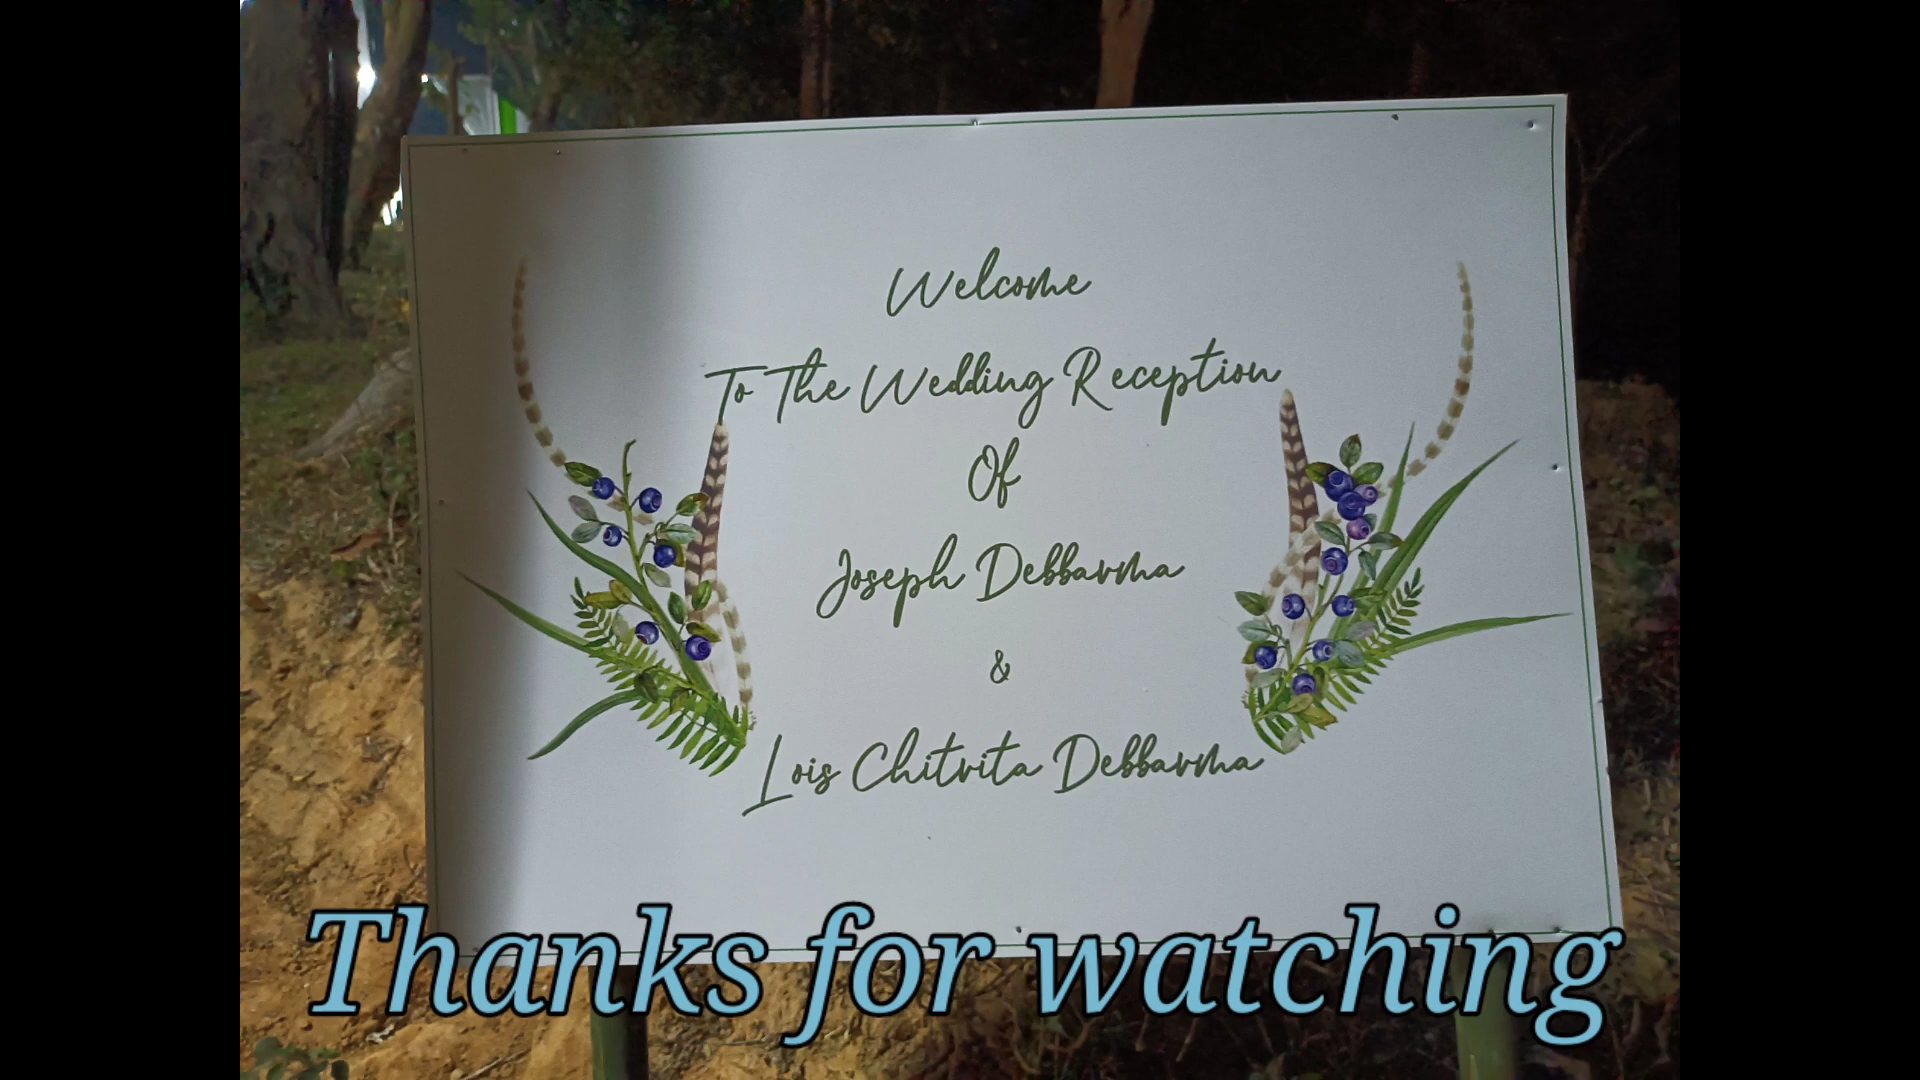 Welcome
To The Wedding Reception
Of
Joseph Debbarma
&
Lois Chitrita Debbarma
Thanks for watching